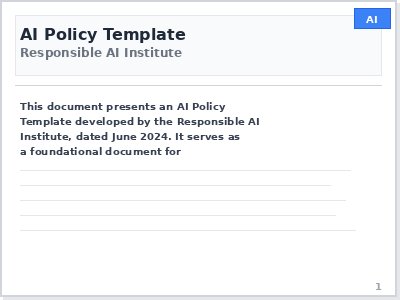 AI
AI Policy Template
Responsible AI Institute
This document presents an AI Policy
Template developed by the Responsible AI
Institute, dated June 2024. It serves as
a foundational document for
1